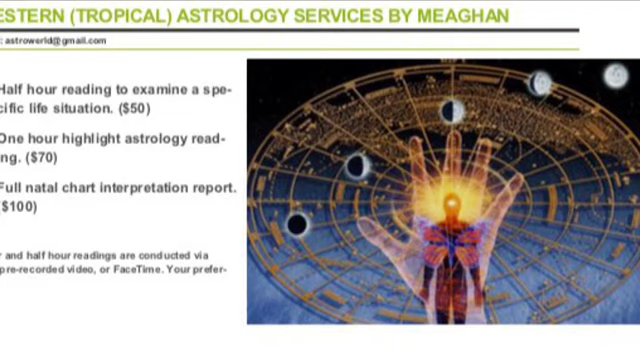 ESTERN (TROPICAL) ASTROLOGY SERVICES BY MEAGHAN
: astrowerld@gmail.com
Half hour reading to examine a spe-
cific life situation. ($50)
One hour highlight astrology read-
ng. ($70)
Full natal chart interpretation report.
($100)
r and half hour readings are conducted via
pre-recorded video, or FaceTime. Your prefer-